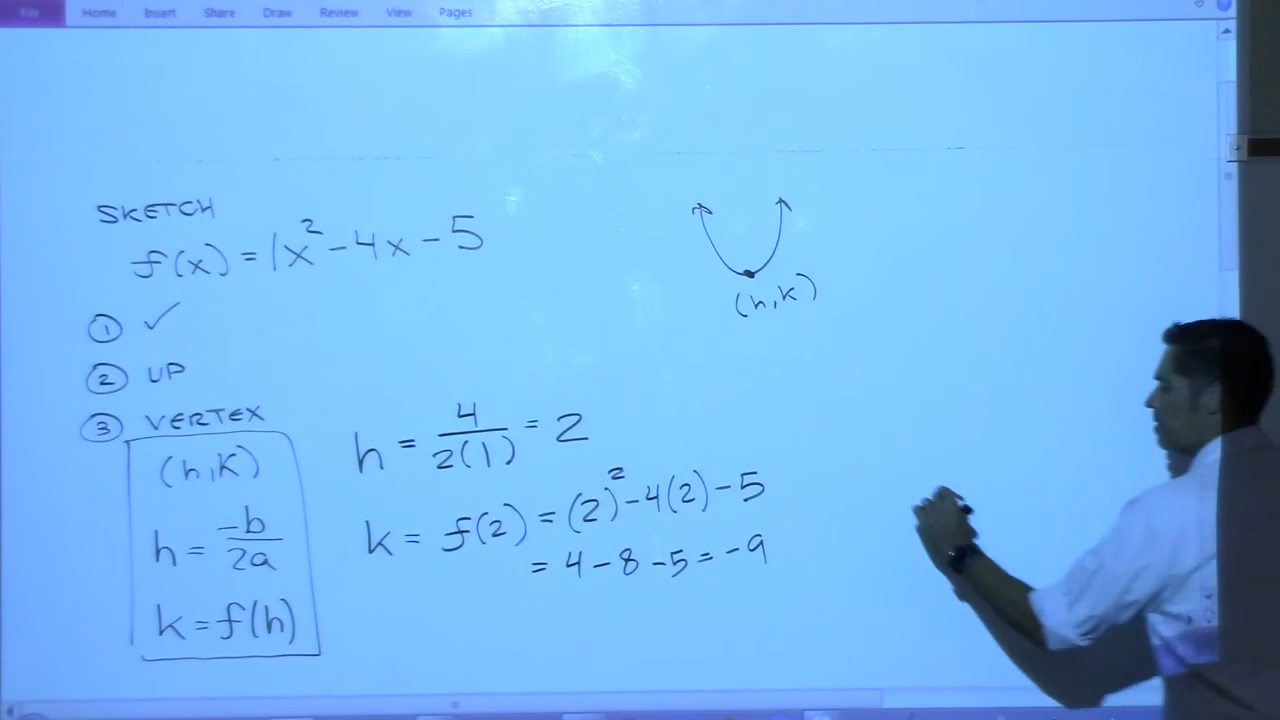 File Home Insert Share Draw Review View Pages
SKETCH
f(x) = 1x² - 4x - 5
① ✓
② UP
③ VERTEX
(h,k)
h = -b/2a
k = f(h)
h = 4/2(1) = 2
k = f(2) = (2)² - 4(2) - 5
= 4 - 8 - 5 = -9
(h,k)